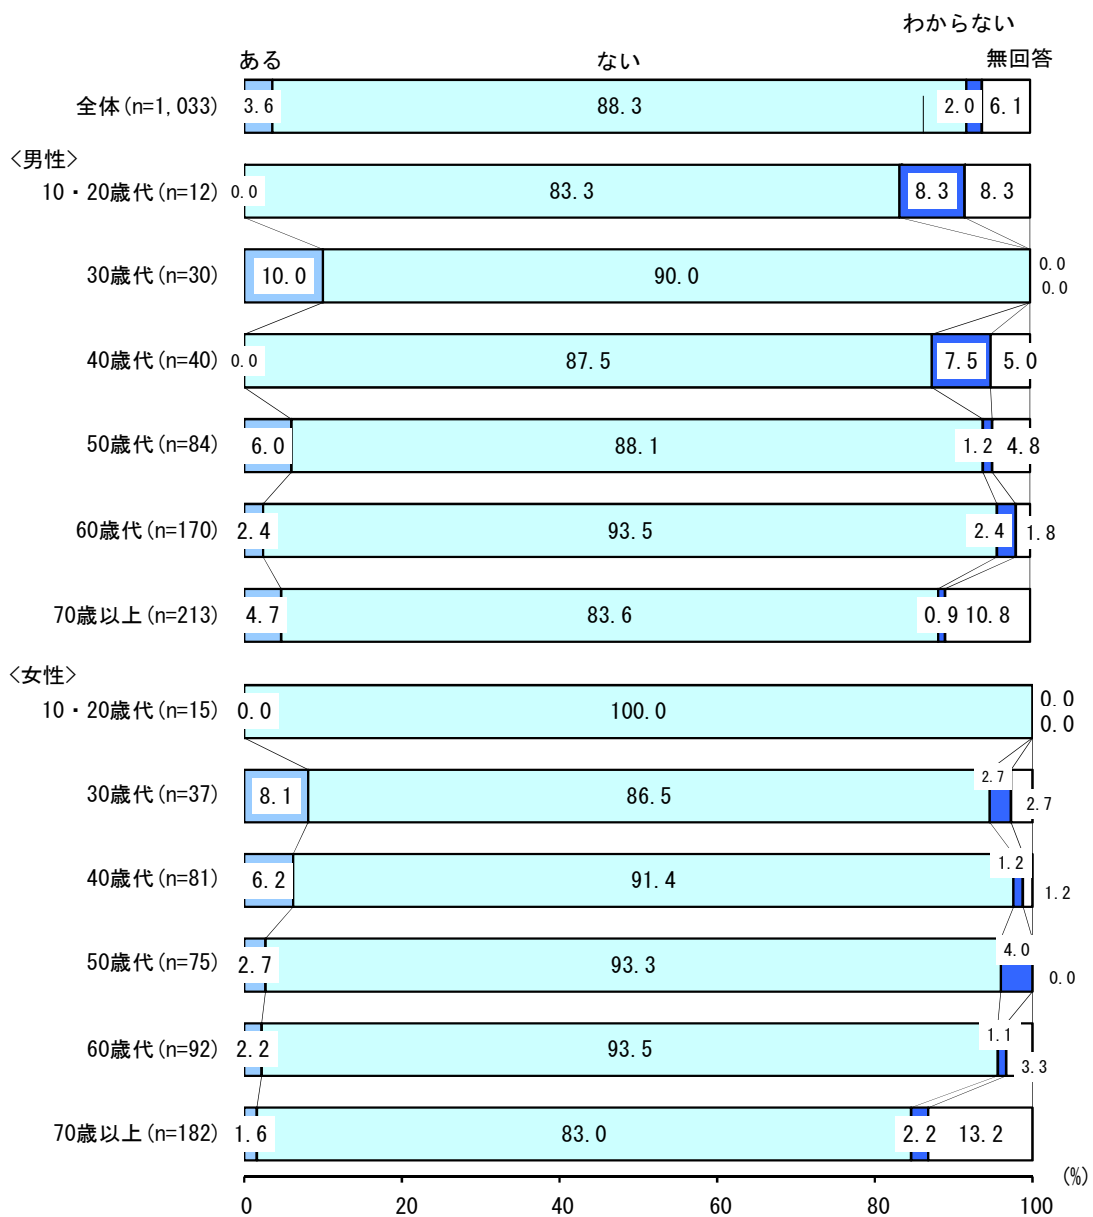 わからない
ある ない 無回答
全体(n=1,033) 3.6 88.3 2.0 6.1
<男性>
10・20歳代(n=12) 0.0 83.3 8.3 8.3
30歳代(n=30) 10.0 90.0 0.0 0.0
40歳代(n=40) 0.0 87.5 7.5 5.0
50歳代(n=84) 6.0 88.1 1.2 4.8
60歳代(n=170) 2.4 93.5 2.4 1.8
70歳以上(n=213) 4.7 83.6 0.9 10.8
<女性>
10・20歳代(n=15) 0.0 100.0 0.0 0.0
30歳代(n=37) 8.1 86.5 2.7 2.7
40歳代(n=81) 6.2 91.4 1.2 1.2
50歳代(n=75) 2.7 93.3 4.0 0.0
60歳代(n=92) 2.2 93.5 1.1 3.3
70歳以上(n=182) 1.6 83.0 2.2 13.2
(%)
0 20 40 60 80 100